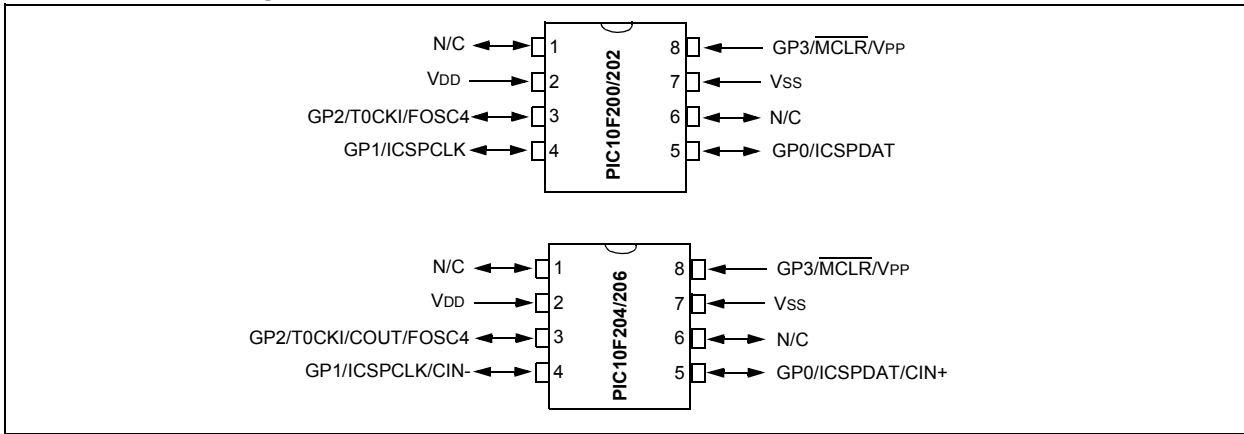 N/C 1 8 GP3/MCLR/VPP
VDD 2 7 VSS
GP2/T0CKI/FOSC4 3 6 N/C
GP1/ICSPCLK 4 5 GP0/ICSPDAT
PIC10F200/202
N/C 1 8 GP3/MCLR/VPP
VDD 2 7 VSS
GP2/T0CKI/COUT/FOSC4 3 6 N/C
GP1/ICSPCLK/CIN- 4 5 GP0/ICSPDAT/CIN+
PIC10F204/206